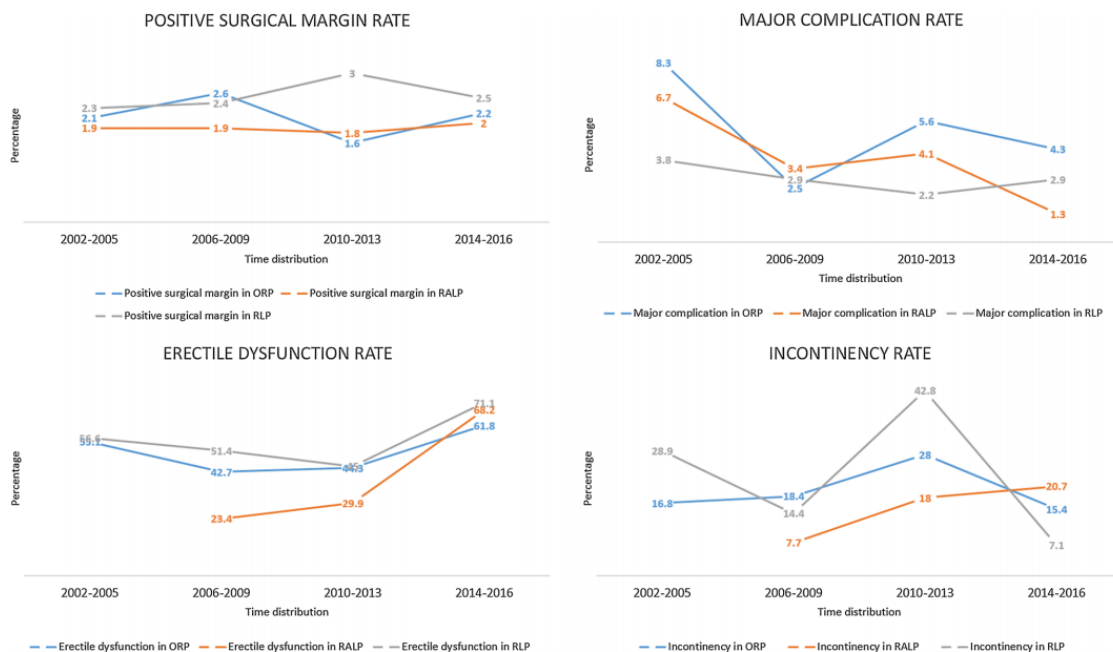 POSITIVE SURGICAL MARGIN RATE
Percentage
3
2.6
2.5
2.3
2.4
2.2
2.1
2
1.9
1.9
1.8
1.6
2002-2005 2006-2009 2010-2013 2014-2016
Time distribution
Positive surgical margin in ORP Positive surgical margin in RALP
Positive surgical margin in RLP
MAJOR COMPLICATION RATE
Percentage
8.3
6.7
5.6
4.3
4.1
3.8
3.4
2.9
2.9
2.5
2.2
1.3
2002-2005 2006-2009 2010-2013 2014-2016
Time distribution
Major complication in ORP Major complication in RALP Major complication in RLP
ERECTILE DYSFUNCTION RATE
Percentage
71.1
68.2
61.8
51.4
44.3
42.7
29.9
23.4
2002-2005 2006-2009 2010-2013 2014-2016
Time distribution
Erectile dysfunction in ORP Erectile dysfunction in RALP Erectile dysfunction in RLP
INCONTINENCY RATE
Percentage
42.8
28.9
28
20.7
18.4
18
16.8
15.4
14.4
7.7
7.1
2002-2005 2006-2009 2010-2013 2014-2016
Time distribution
Incontinency in ORP Incontinency in RALP Incontinency in RLP